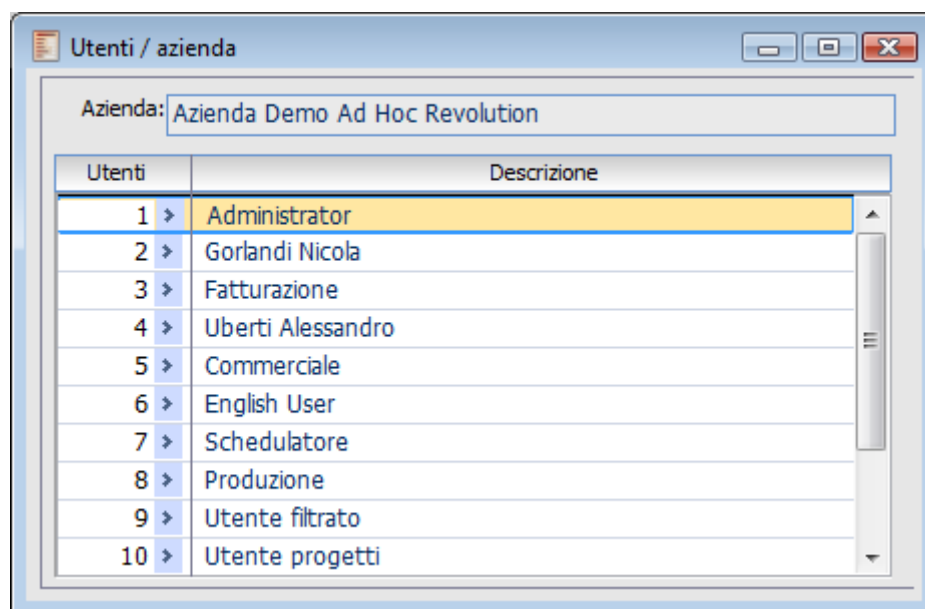 Utenti / azienda
Azienda: Azienda Demo Ad Hoc Revolution
Utenti Descrizione
1 Administrator
2 Gorlandi Nicola
3 Fatturazione
4 Uberti Alessandro
5 Commerciale
6 English User
7 Schedulatore
8 Produzione
9 Utente filtrato
10 Utente progetti